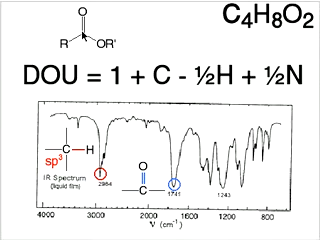 C4H8O2
O
R OR'
DOU = 1 + C - ½H + ½N
C H
sp3
IR Spectrum
(liquid film)
O
C
2984
1741
1243
4000 3000 2000 1600 1200 800
V (cm-1)